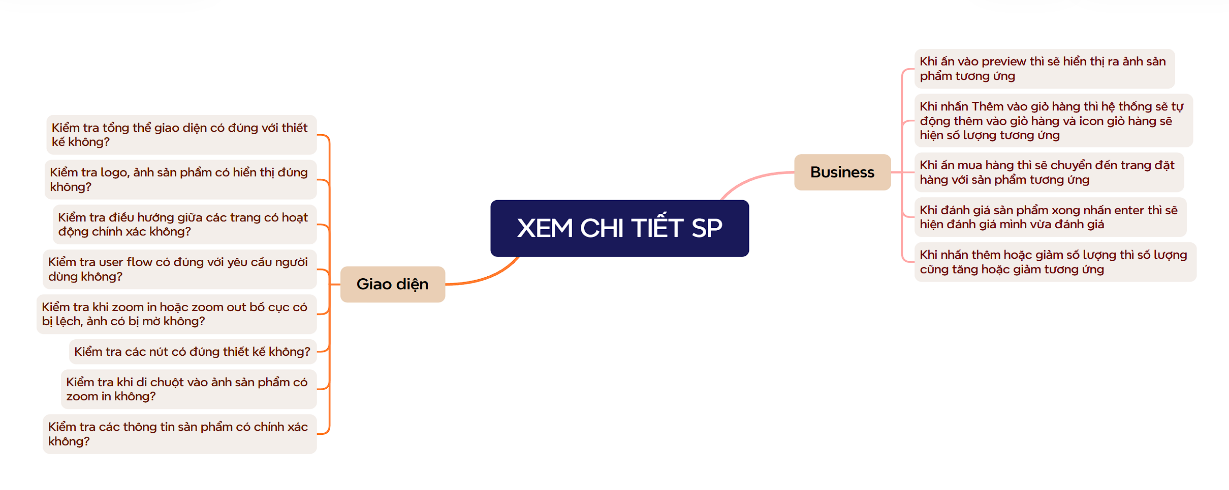 XEM CHI TIẾT SP
Business
Khi ấn vào preview thì sẽ hiển thị ra ảnh sản
phẩm tương ứng
Khi nhấn Thêm vào giỏ hàng thì hệ thống sẽ tự
động thêm vào giỏ hàng và icon giỏ hàng sẽ
hiện số lượng tương ứng
Khi ấn mua hàng thì sẽ chuyển đến trang đặt
hàng với sản phẩm tương ứng
Khi đánh giá sản phẩm xong nhấn enter thì sẽ
hiện đánh giá mình vừa đánh giá
Khi nhấn thêm hoặc giảm số lượng thì số lượng
cũng tăng hoặc giảm tương ứng
Giao diện
Kiểm tra tổng thể giao diện có đúng với thiết
kế không?
Kiểm tra logo, ảnh sản phẩm có hiển thị đúng
không?
Kiểm tra điều hướng giữa các trang có hoạt
động chính xác không?
Kiểm tra user flow có đúng với yêu cầu người
dùng không?
Kiểm tra khi zoom in hoặc zoom out bố cục có
bị lệch, ảnh có bị mờ không?
Kiểm tra các nút có đúng thiết kế không?
Kiểm tra khi di chuột vào ảnh sản phẩm có
zoom in không?
Kiểm tra các thông tin sản phẩm có chính xác
không?